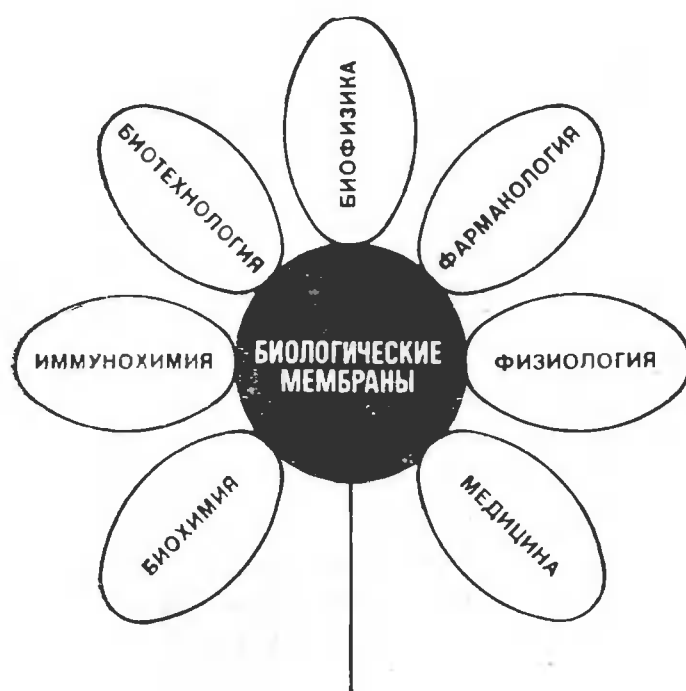 БИОФИЗИКА
БИОТЕХНОЛОГИЯ
ФАРМАКОЛОГИЯ
ИММУНОХИМИЯ
БИОЛОГИЧЕСКИЕ
МЕМБРАНЫ
ФИЗИОЛОГИЯ
БИОХИМИЯ
МЕДИЦИНА